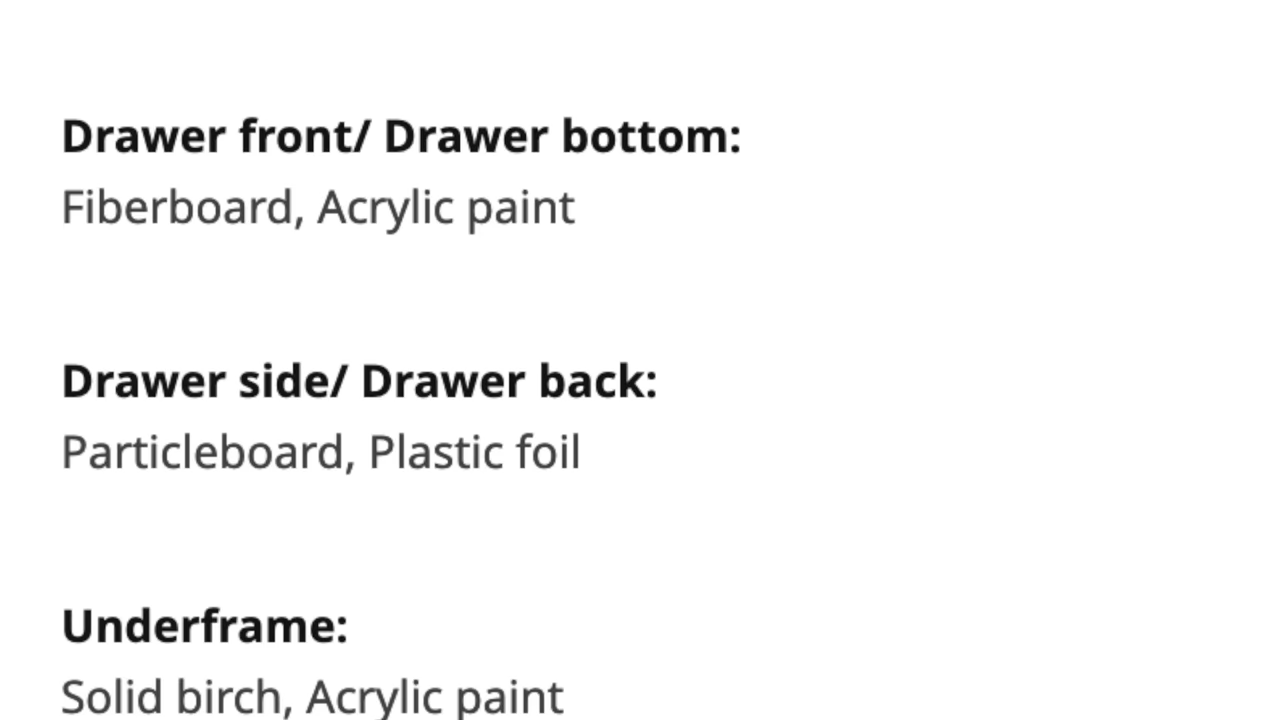 Drawer front/ Drawer bottom:
Fiberboard, Acrylic paint
Drawer side/ Drawer back:
Particleboard, Plastic foil
Underframe:
Solid birch, Acrylic paint